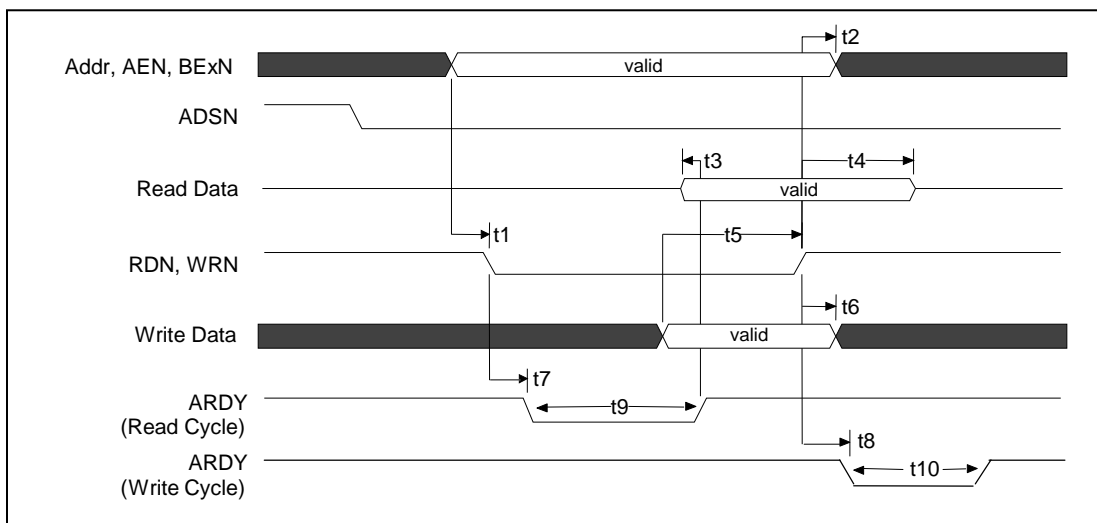 t2
Addr, AEN, BExN
valid
ADSN
t3
t4
Read Data
valid
t1
t5
RDN, WRN
t6
Write Data
valid
t7
ARDY
(Read Cycle)
t9
t8
ARDY
(Write Cycle)
t10